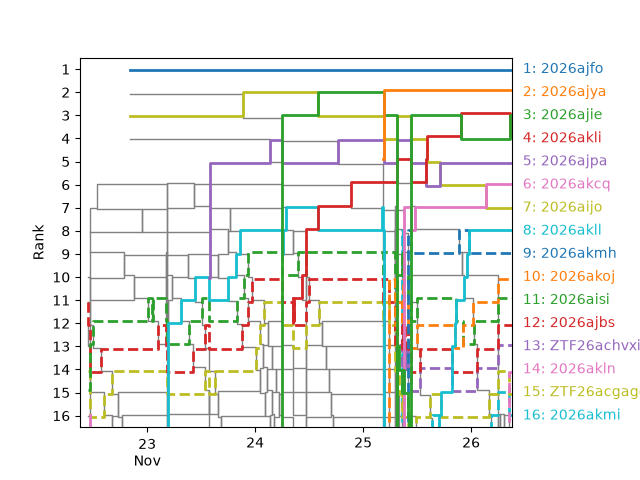 1
2
3
4
5
6
7
8
9
10
11
12
13
14
15
16
Rank
23
24
25
26
Nov
1: 2026ajfo
2: 2026ajya
3: 2026ajie
4: 2026akli
5: 2026ajpa
6: 2026akcq
7: 2026aijo
8: 2026akll
9: 2026akmh
10: 2026akoj
11: 2026aisi
12: 2026ajbs
13: ZTF26achvxi
14: 2026akln
15: ZTF26acgag
16: 2026akmi